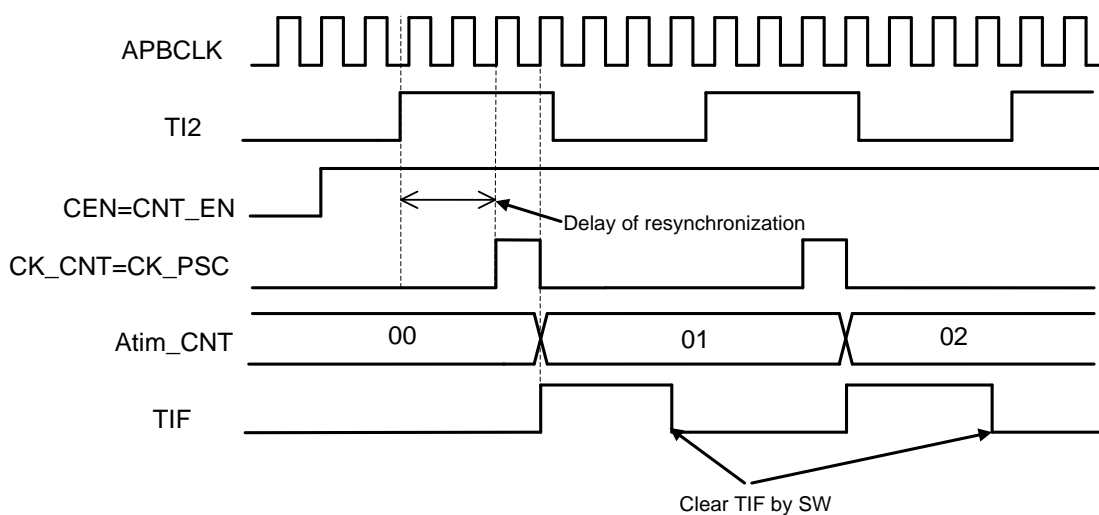 APBCLK
TI2
CEN=CNT_EN
Delay of resynchronization
CK_CNT=CK_PSC
Atim_CNT
00
01
02
TIF
Clear TIF by SW